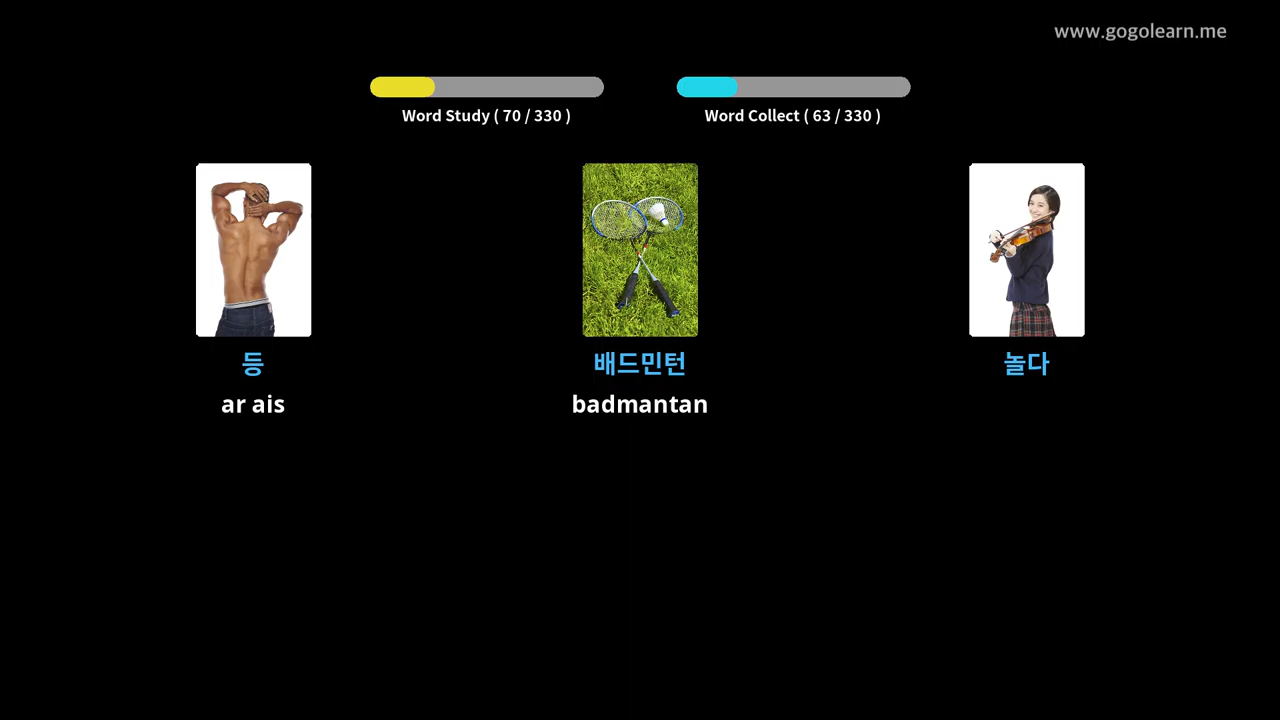 www.gogolearn.me
Word Study ( 70 / 330 )
Word Collect ( 63 / 330 )
등
배드민턴
놀다
ar ais
badmantan